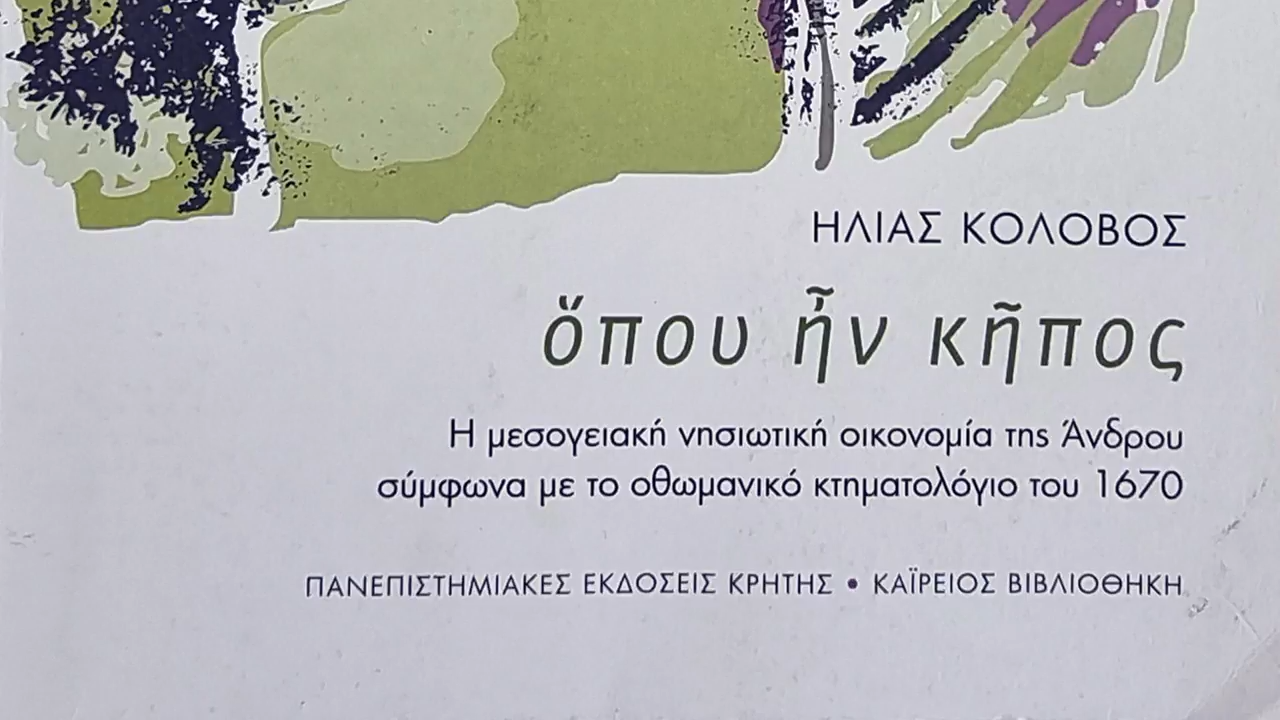 ΗΛΙΑΣ ΚΟΛΟΒΟΣ
ὅπου ἦν κῆπος
Η μεσογειακή νησιωτική οικονομία της Άνδρου
σύμφωνα με το οθωμανικό κτηματολόγιο του 1670
ΠΑΝΕΠΙΣΤΗΜΙΑΚΕΣ ΕΚΔΟΣΕΙΣ ΚΡΗΤΗΣ • ΚΑΪΡΕΙΟΣ ΒΙΒΛΙΟΘΗΚΗ